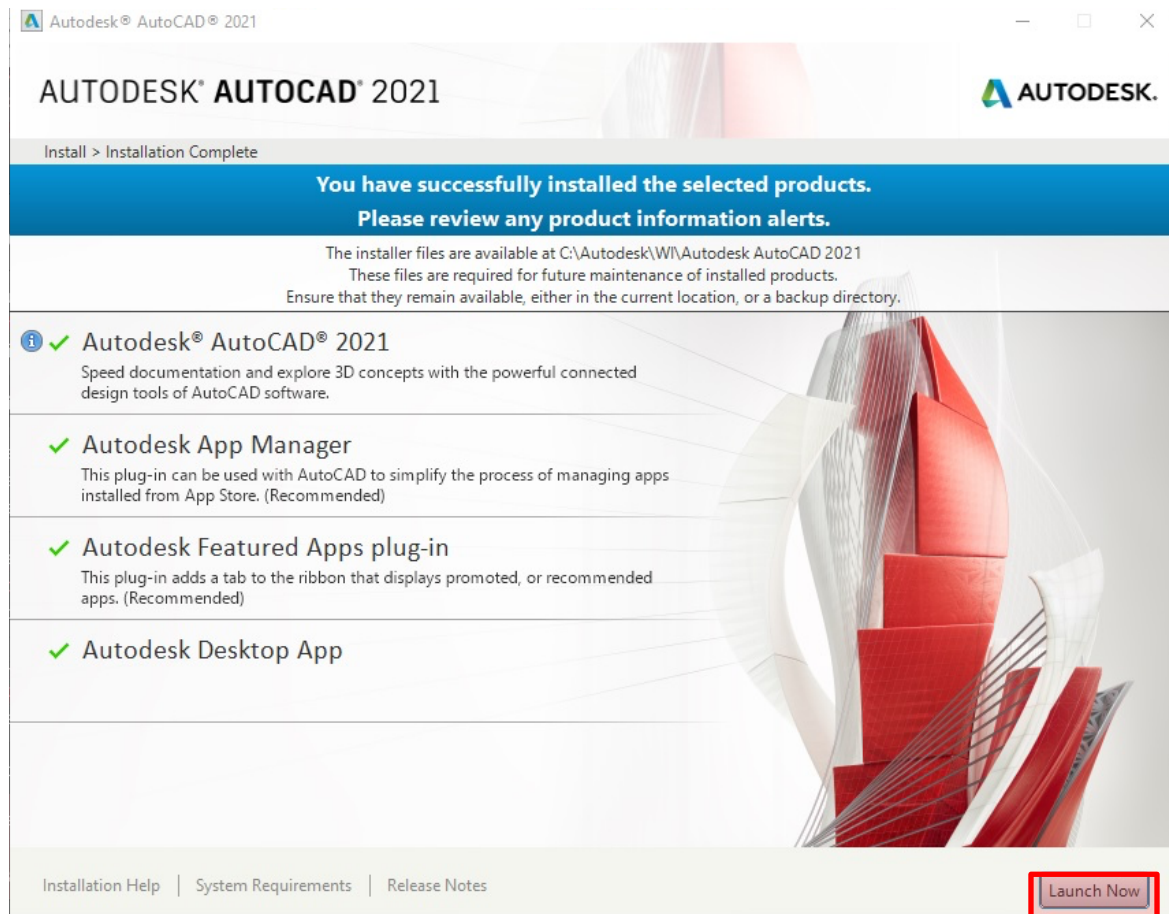 Autodesk® AutoCAD® 2021
AUTODESK® AUTOCAD® 2021
AUTODESK.
Install > Installation Complete
You have successfully installed the selected products.
Please review any product information alerts.
The installer files are available at C:\Autodesk\WI\Autodesk AutoCAD 2021
These files are required for future maintenance of installed products.
Ensure that they remain available, either in the current location, or a backup directory.
Autodesk® AutoCAD® 2021
Speed documentation and explore 3D concepts with the powerful connected
design tools of AutoCAD software.
Autodesk App Manager
This plug-in can be used with AutoCAD to simplify the process of managing apps
installed from App Store. (Recommended)
Autodesk Featured Apps plug-in
This plug-in adds a tab to the ribbon that displays promoted, or recommended
apps. (Recommended)
Autodesk Desktop App
Installation Help | System Requirements | Release Notes
Launch Now